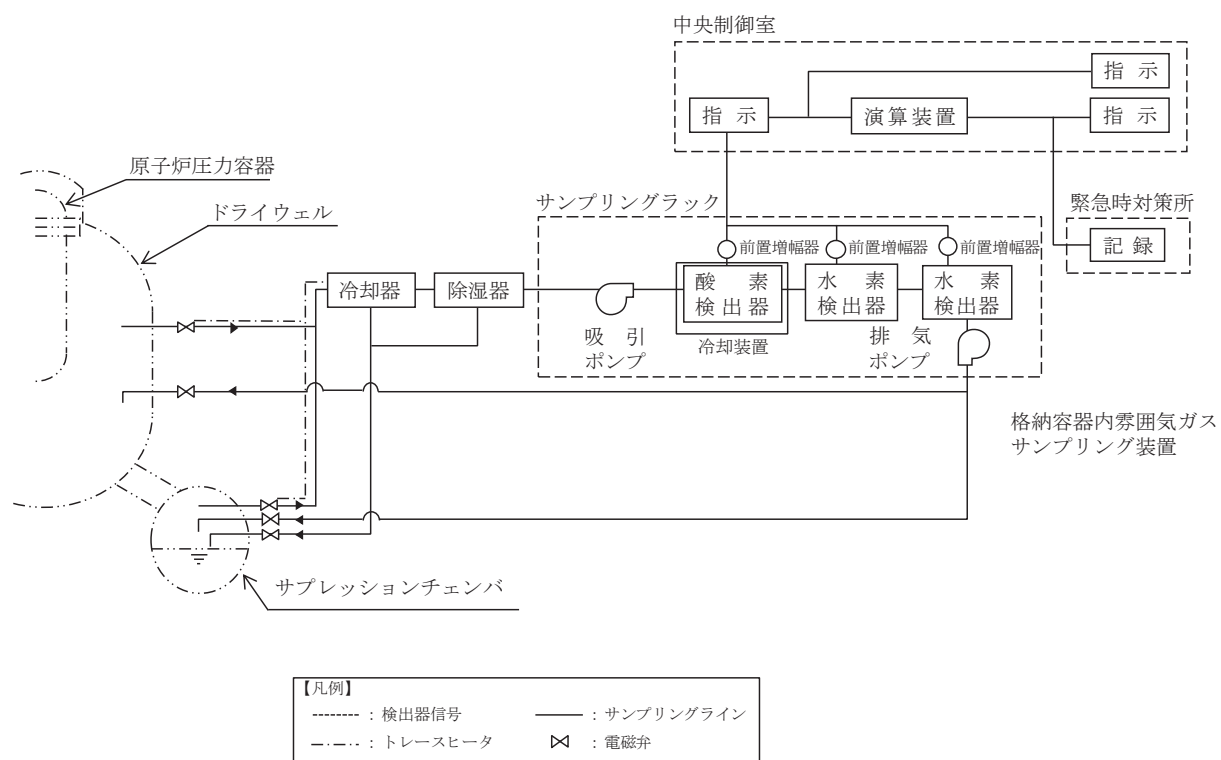 中央制御室
指 示
指 示
演算装置
指 示
原子炉圧力容器
ドライウェル
サンプリングラック
緊急時対策所
記 録
前置増幅器
前置増幅器
前置増幅器
冷却器
除湿器
酸 素
検出器
水 素
検出器
水 素
検出器
吸 引
ポンプ
冷却装置
排 気
ポンプ
格納容器内雰囲気ガス
サンプリング装置
サプレッションチェンバ
【凡例】
：検出器信号
：サンプリングライン
：トレースヒータ
：電磁弁